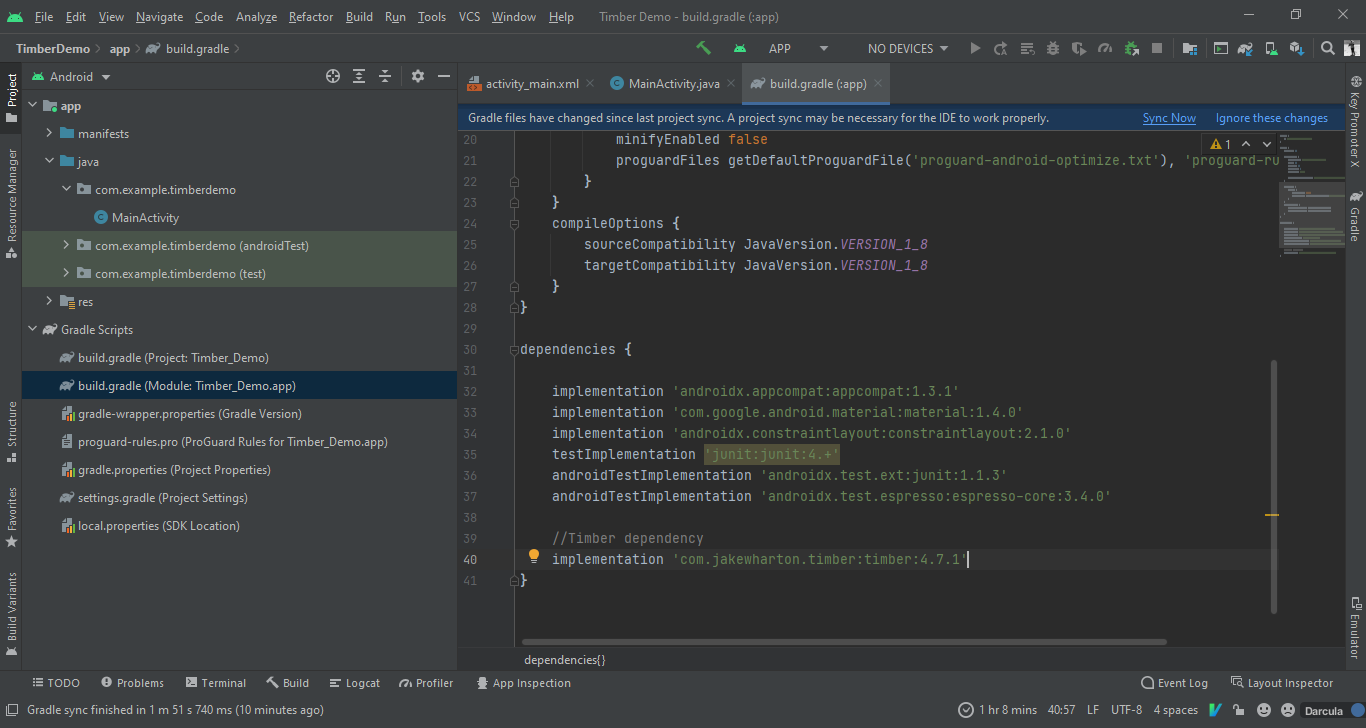 File Edit View Navigate Code Analyze Refactor Build Run Tools VCS Window Help Timber Demo - build.gradle (:app)
TimberDemo app build.gradle APP NO DEVICES
Project
Resource Manager
Structure
Favorites
Build Variants
Android
app
manifests
java
com.example.timberdemo
MainActivity
com.example.timberdemo (androidTest)
com.example.timberdemo (test)
res
Gradle Scripts
build.gradle (Project: Timber_Demo)
build.gradle (Module: Timber_Demo.app)
gradle-wrapper.properties (Gradle Version)
proguard-rules.pro (ProGuard Rules for Timber_Demo.app)
gradle.properties (Project Properties)
settings.gradle (Project Settings)
local.properties (SDK Location)
activity_main.xml MainActivity.java build.gradle (:app)
Gradle files have changed since last project sync. A project sync may be necessary for the IDE to work properly. Sync Now Ignore these changes
1
20 minifyEnabled false
21 proguardFiles getDefaultProguardFile('proguard-android-optimize.txt'), 'proguard-ru
22 }
23 }
24 compileOptions {
25 sourceCompatibility JavaVersion.VERSION_1_8
26 targetCompatibility JavaVersion.VERSION_1_8
27 }
28 }
29
30 dependencies {
31
32 implementation 'androidx.appcompat:appcompat:1.3.1'
33 implementation 'com.google.android.material:material:1.4.0'
34 implementation 'androidx.constraintlayout:constraintlayout:2.1.0'
35 testImplementation 'junit:junit:4.+'
36 androidTestImplementation 'androidx.test.ext:junit:1.1.3'
37 androidTestImplementation 'androidx.test.espresso:espresso-core:3.4.0'
38
39 //Timber dependency
40 implementation 'com.jakewharton.timber:timber:4.7.1'
41 }
dependencies{}
Key Promoter X
Gradle
Emulator
TODO Problems Terminal Build Logcat Profiler App Inspection Event Log Layout Inspector
Gradle sync finished in 1 m 51 s 740 ms (10 minutes ago) 1 hr 8 mins 40:57 LF UTF-8 4 spaces Darcula